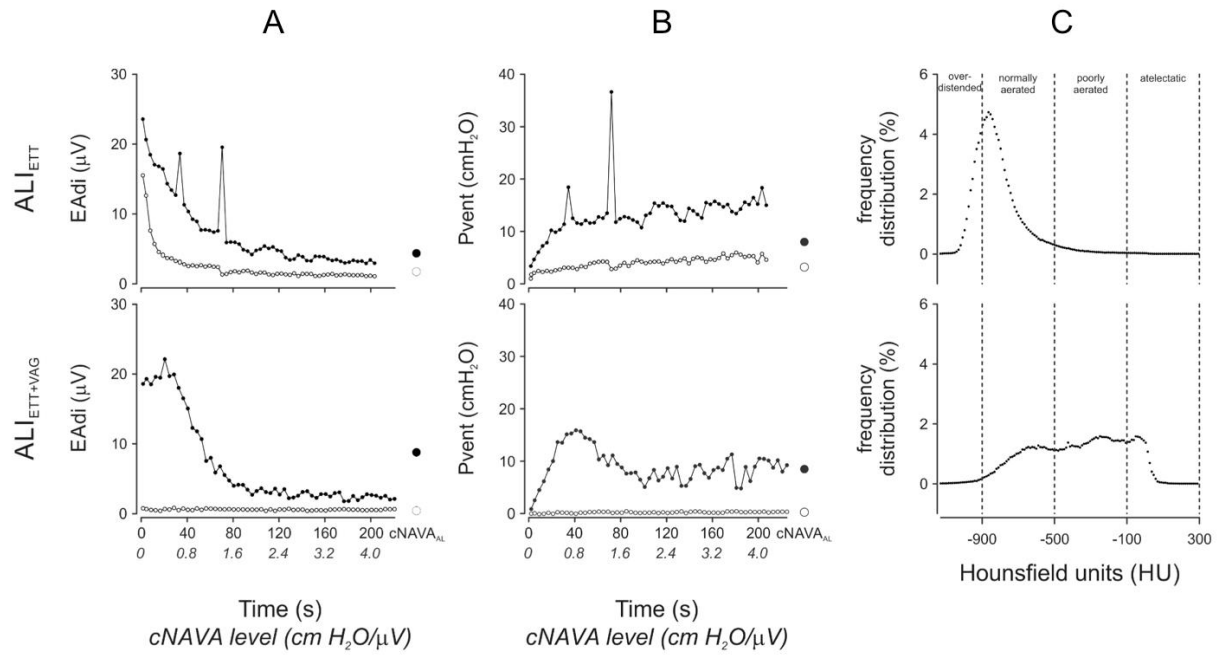 A
B
C
ALI_ETT
EAdi (μV)
30
20
10
0
Pvent (cmH₂O)
40
30
20
10
0
frequency
distribution (%)
6
4
2
0
over-
distended
normally
aerated
poorly
aerated
atelectatic
ALI_ETT+VAG
EAdi (μV)
30
20
10
0
0 40 80 120 160 200 cNAVA_AL
0 0.8 1.6 2.4 3.2 4.0
Time (s)
cNAVA level (cm H₂O/μV)
Pvent (cmH₂O)
40
30
20
10
0
0 40 80 120 160 200 cNAVA_AL
0 0.8 1.6 2.4 3.2 4.0
Time (s)
cNAVA level (cm H₂O/μV)
frequency
distribution (%)
6
4
2
0
-900 -500 -100 300
Hounsfield units (HU)